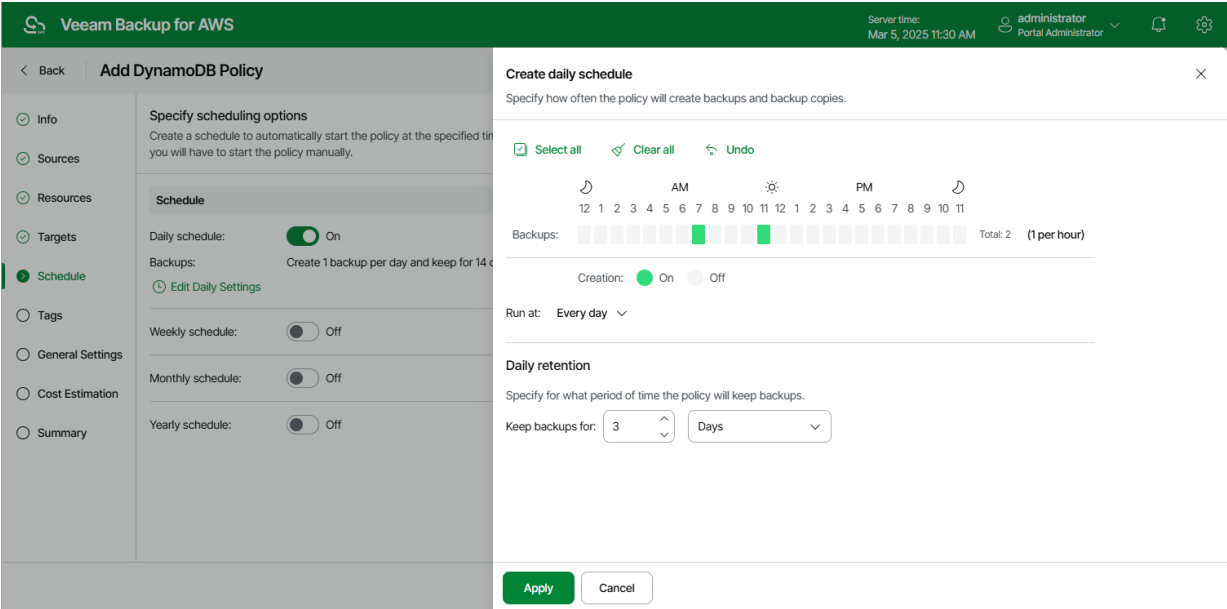 Veeam Backup for AWS
Server time:
Mar 5, 2025 11:30 AM
administrator
Portal Administrator
Back
Add DynamoDB Policy
Info
Sources
Resources
Targets
Schedule
Tags
General Settings
Cost Estimation
Summary
Specify scheduling options
Create a schedule to automatically start the policy at the specified
you will have to start the policy manually.
Schedule
Daily schedule: On
Backups: Create 1 backup per day and keep for 14
Edit Daily Settings
Weekly schedule: Off
Monthly schedule: Off
Yearly schedule: Off
Create daily schedule
Specify how often the policy will create backups and backup copies.
Select all Clear all Undo
AM PM
12 1 2 3 4 5 6 7 8 9 10 11 12 1 2 3 4 5 6 7 8 9 10 11
Backups: Total: 2 (1 per hour)
Creation: On Off
Run at: Every day
Daily retention
Specify for what period of time the policy will keep backups.
Keep backups for: 3 Days
Apply Cancel